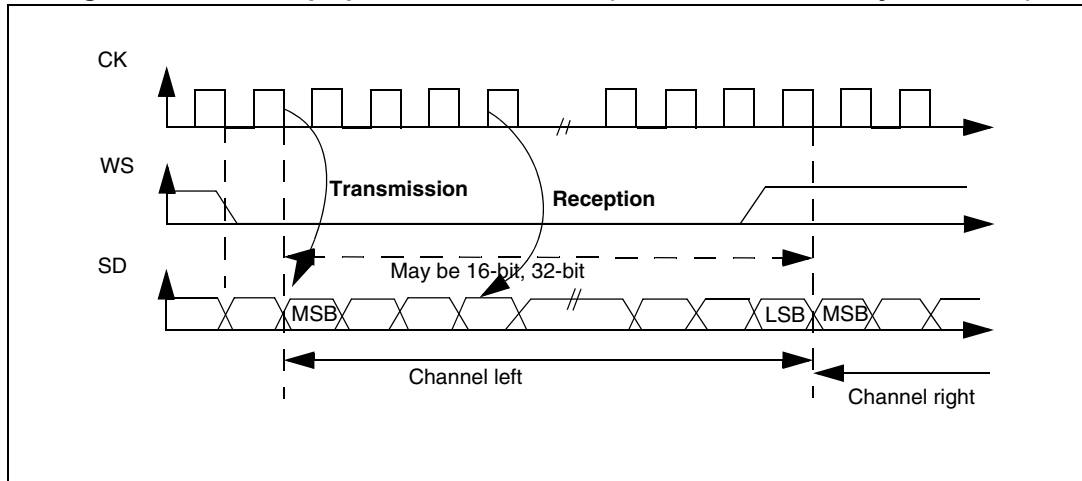 CK
WS
Transmission
Reception
SD
May be 16-bit, 32-bit
MSB
LSB
MSB
Channel left
Channel right